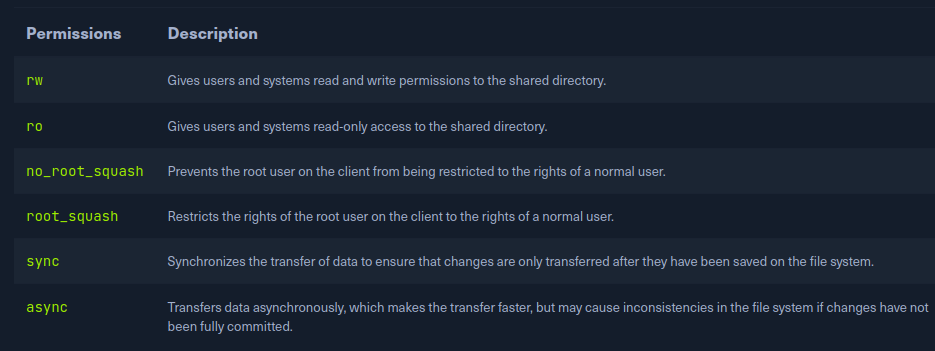 Permissions Description
rw Gives users and systems read and write permissions to the shared directory.
ro Gives users and systems read-only access to the shared directory.
no_root_squash Prevents the root user on the client from being restricted to the rights of a normal user.
root_squash Restricts the rights of the root user on the client to the rights of a normal user.
sync Synchronizes the transfer of data to ensure that changes are only transferred after they have been saved on the file system.
async Transfers data asynchronously, which makes the transfer faster, but may cause inconsistencies in the file system if changes have not
been fully committed.